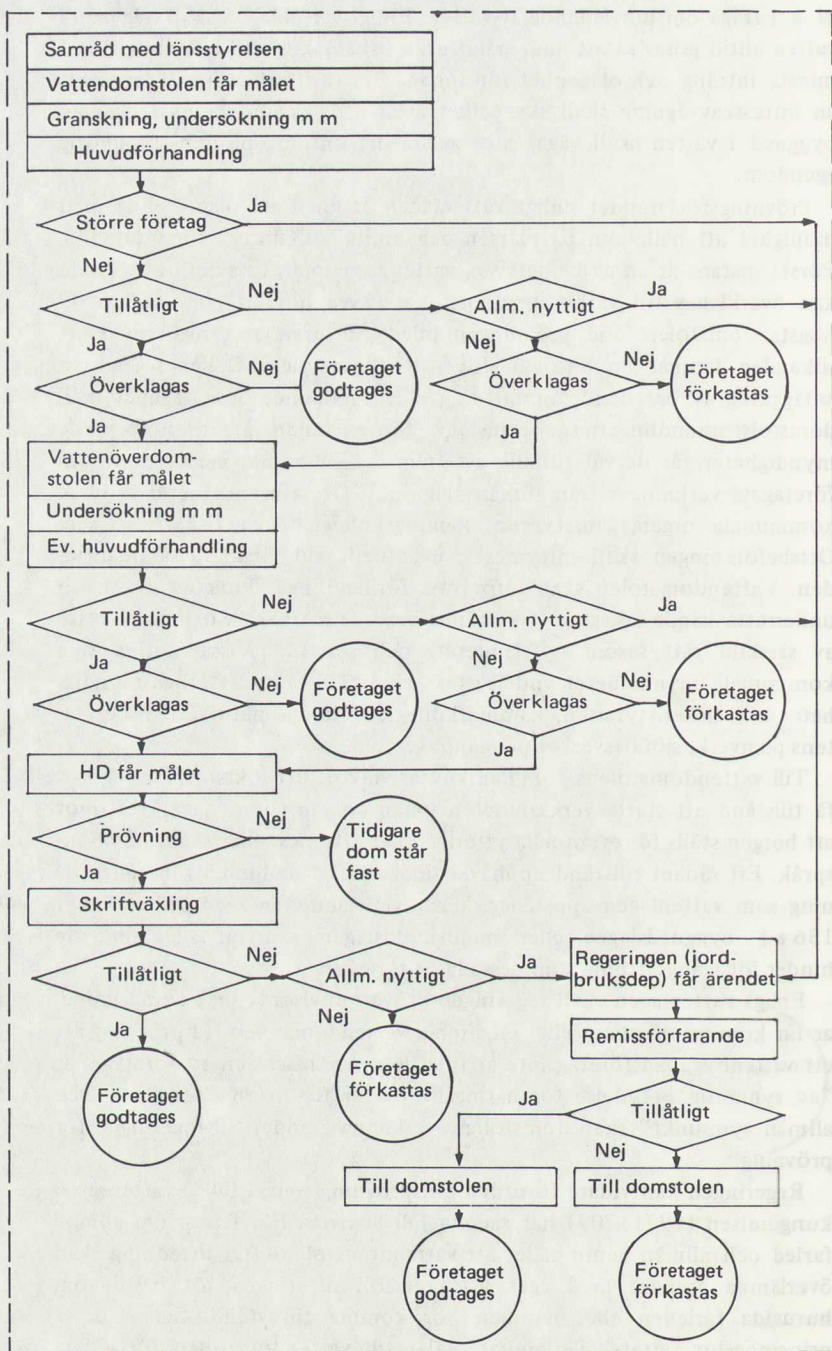 Samråd med länsstyrelsen
Vattendomstolen får målet
Granskning, undersökning m m
Huvudförhandling
Större företag
Ja
Nej
Tillåtligt
Nej
Allm. nyttigt
Ja
Ja
Nej
Överklagas
Nej
Företaget
godtages
Överklagas
Nej
Företaget
förkastas
Ja
Ja
Vattenöverdom-
stolen får målet
Undersökning m m
Ev. huvudförhandling
Tillåtligt
Nej
Allm. nyttigt
Ja
Ja
Nej
Överklagas
Nej
Företaget
godtages
Överklagas
Nej
Företaget
förkastas
Ja
Ja
HD får målet
Prövning
Nej
Tidigare
dom står
fast
Ja
Skriftväxling
Tillåtligt
Nej
Allm. nyttigt
Ja
Regeringen (jord-
bruksdep) får ärendet
Ja
Nej
Remissförfarande
Företaget
godtages
Företaget
förkastas
Ja
Tillåtligt
Nej
Till domstolen
Till domstolen
Företaget
godtages
Företaget
förkastas